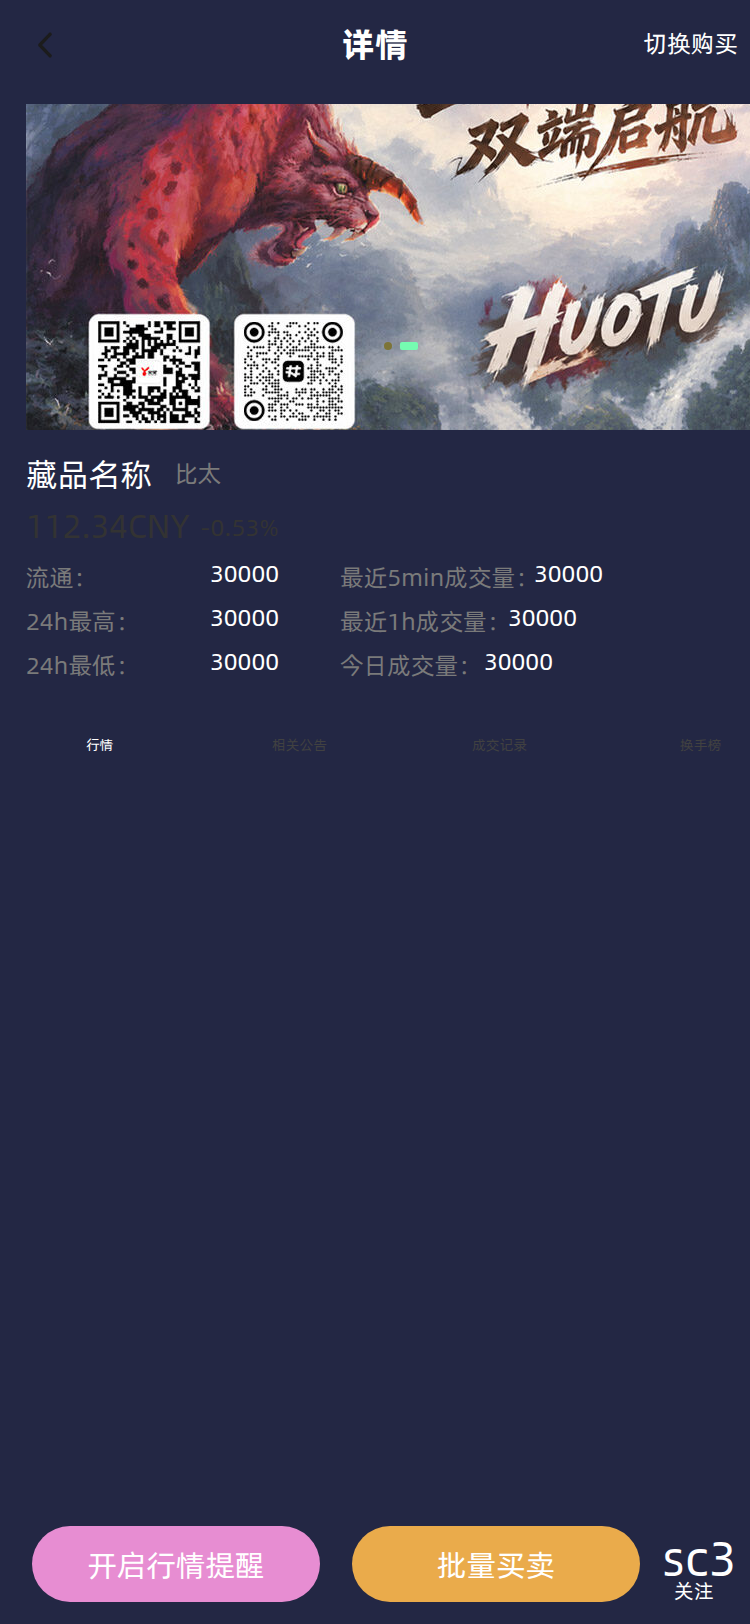 详情
切换购买
双端启航
HUOTU
藏品名称 比太
112.34CNY -0.53%
流通: 30000 最近5min成交量: 30000
24h最高: 30000 最近1h成交量: 30000
24h最低: 30000 今日成交量: 30000
行情 相关公告 成交记录 换手榜
开启行情提醒 批量买卖 sc3
关注